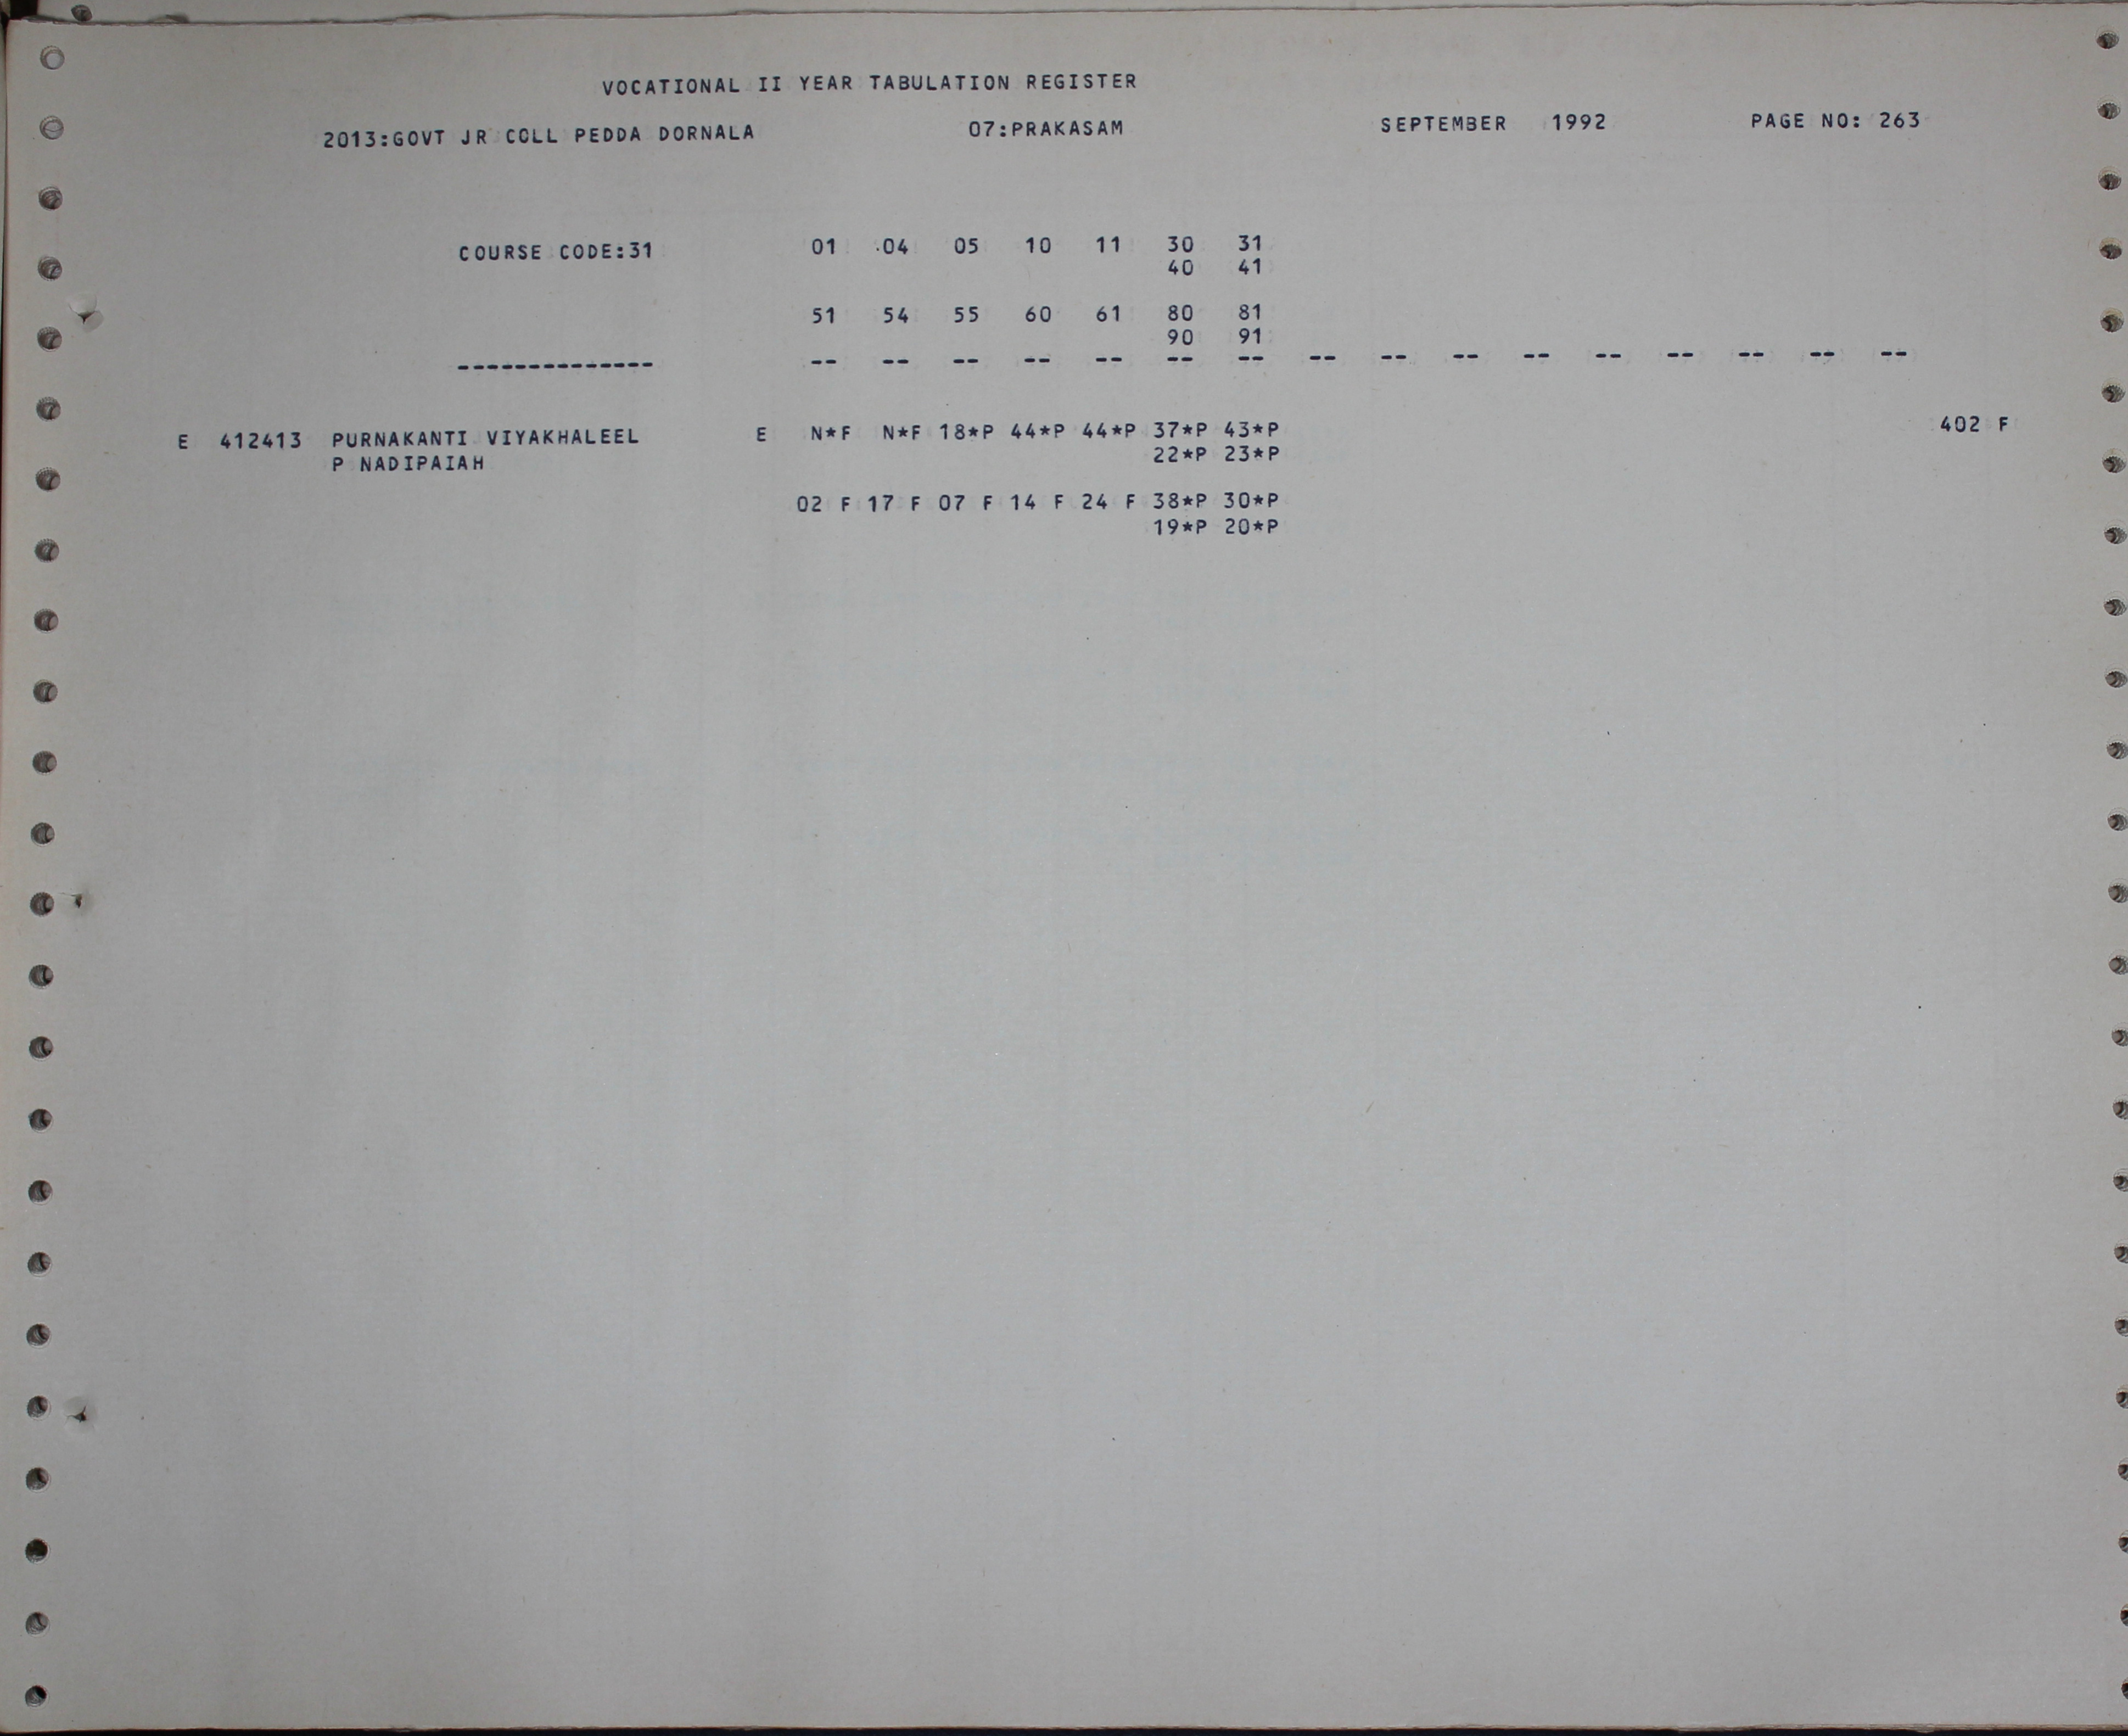 VOCATIONAL II YEAR TABULATION REGISTER
2013:GOVT JR COLL PEDDA DORNALA 07:PRAKASAM SEPTEMBER 1992 PAGE NO: 263
COURSE CODE:31 01 04 05 10 11 30 31
40 41
51 54 55 60 61 80 81
90 91
-------------- -- -- -- -- -- -- -- -- -- -- -- -- -- -- -- --
E 412413 PURNAKANTI VIYAKHALEEL E N*F N*F 18*P 44*P 44*P 37*P 43*P 402 F
P NADIPAIAH 22*P 23*P
02 F 17 F 07 F 14 F 24 F 38*P 30*P
19*P 20*P